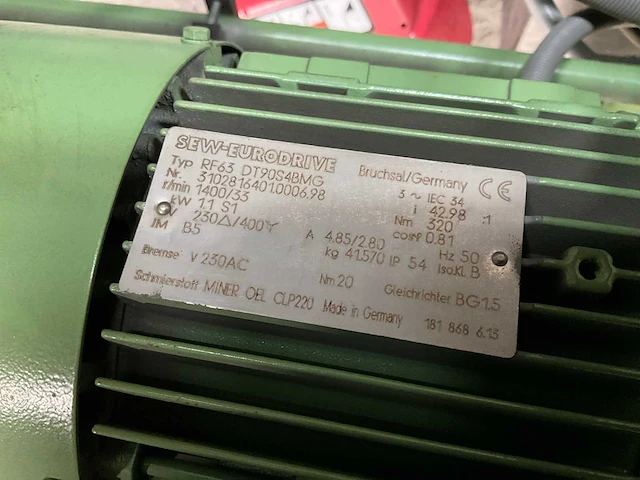 SEW-EURODRIVE Bruchsal/Germany CE
Typ RF63 DT90S4BMG 3 ~ IEC 34
Nr. 3102816401.0006.98 i 42.98 :1
r/min 1400/33 Nm 320
kW 1.1 S1 cosφ 0.81
V 230Δ/400Y A 4.85/2.80 Hz 50
IM B5 kg 41.570 IP 54 Iso.Kl. B
Bremse V 230AC Nm 20 Gleichrichter BG1.5
Schmierstoff MINER OEL CLP220 Made in Germany 181 868 6.13